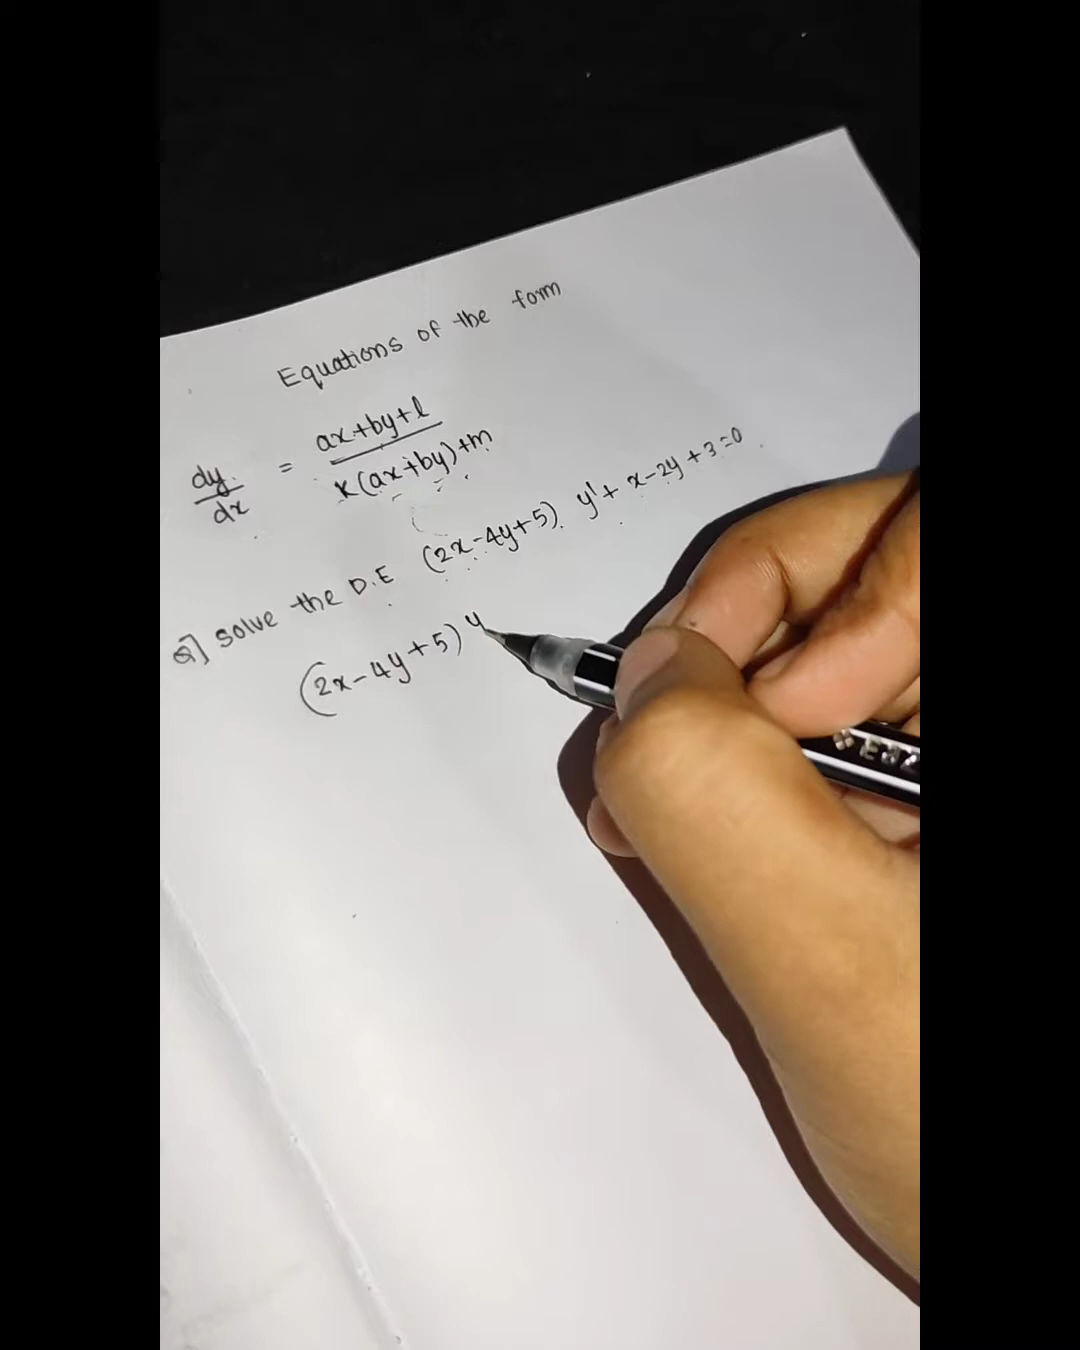 Equations of the form
dy/dx = ax+by+l / K(ax+by)+m
Q] solve the D.E (2x-4y+5) y'+ x-2y+3=0
(2x-4y+5) y